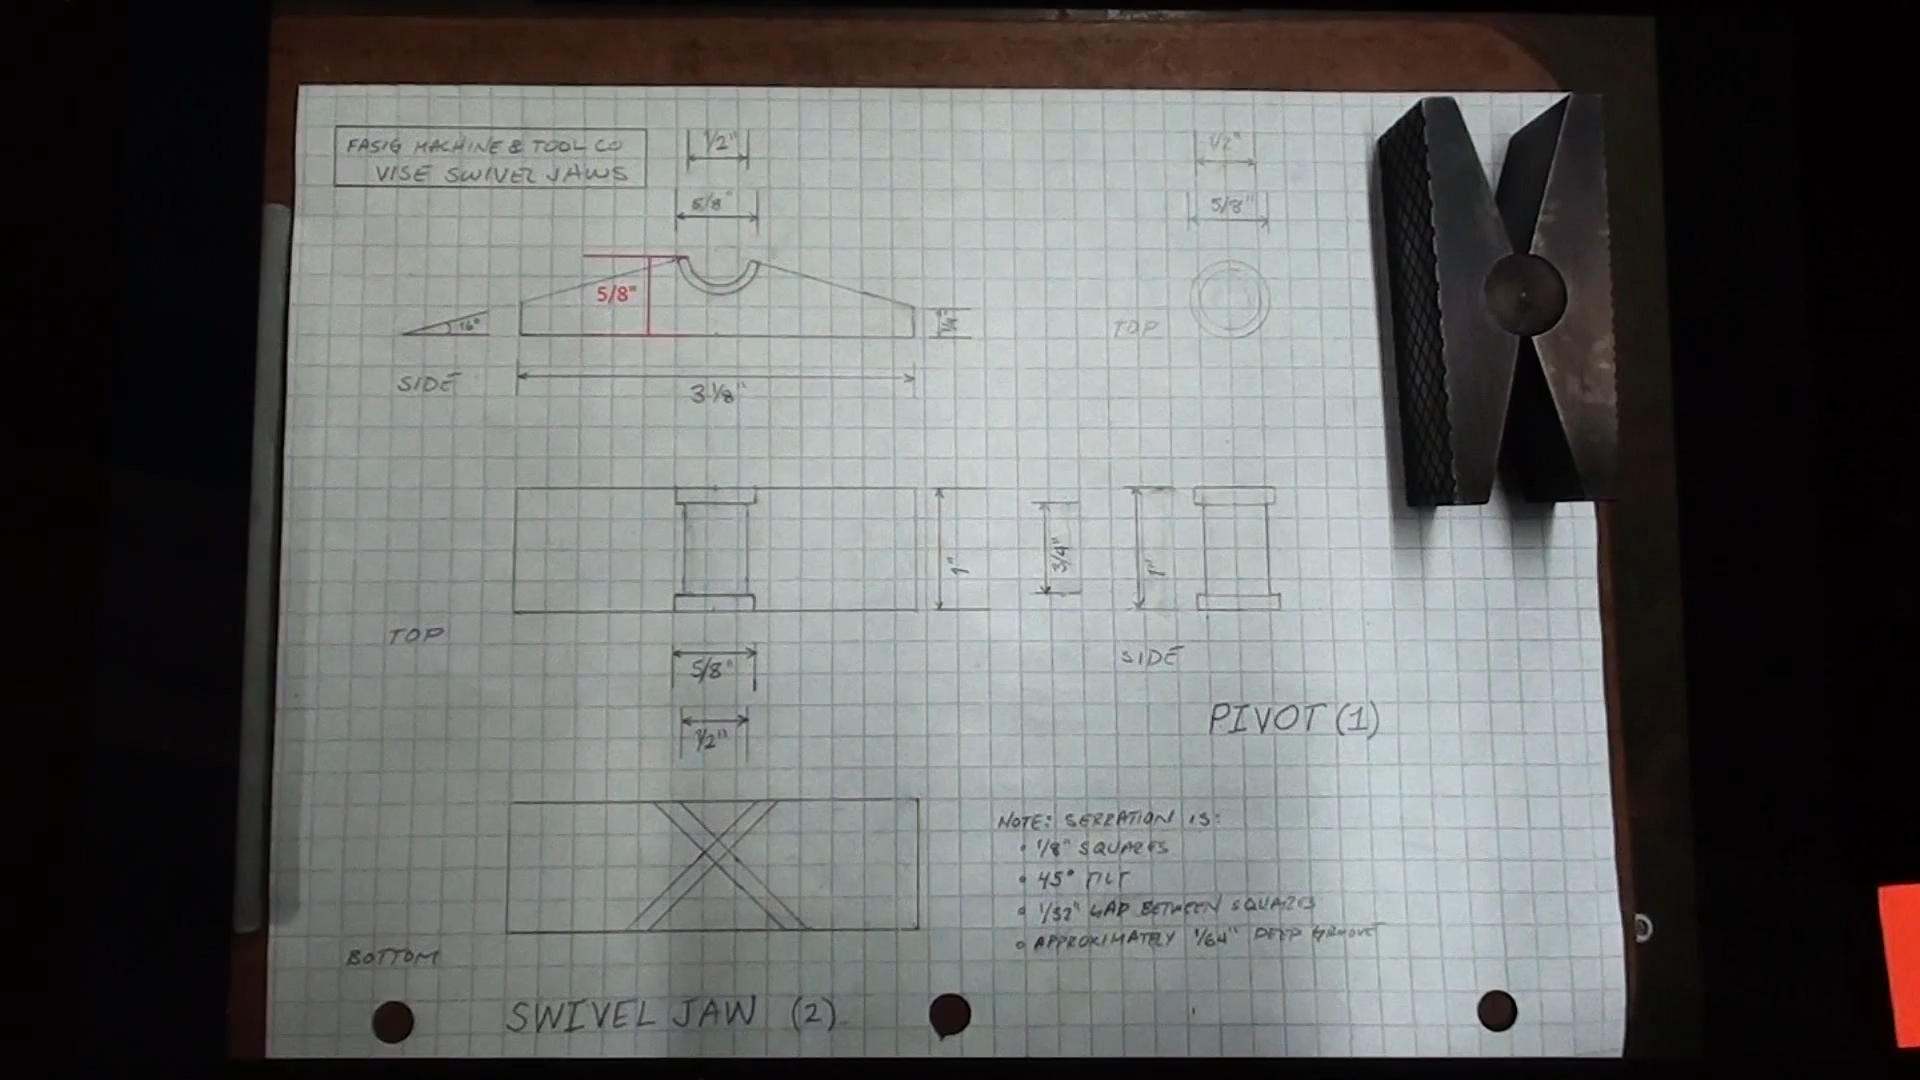 FASIG MACHINE & TOOL CO
VISE SWIVEL JAWS
1/2"
5/8"
5/8"
16°
1/4"
3 1/8"
SIDE
1/2"
5/8"
TOP
1"
3/4"
1"
TOP
5/8"
1/2"
SIDE
PIVOT (1)
NOTE: SERRATION IS:
• 1/8" SQUARES
• 45° TILT
• 1/32" GAP BETWEEN SQUARES
• APPROXIMATELY 1/64" DEEP GROOVE
BOTTOM
SWIVEL JAW (2)